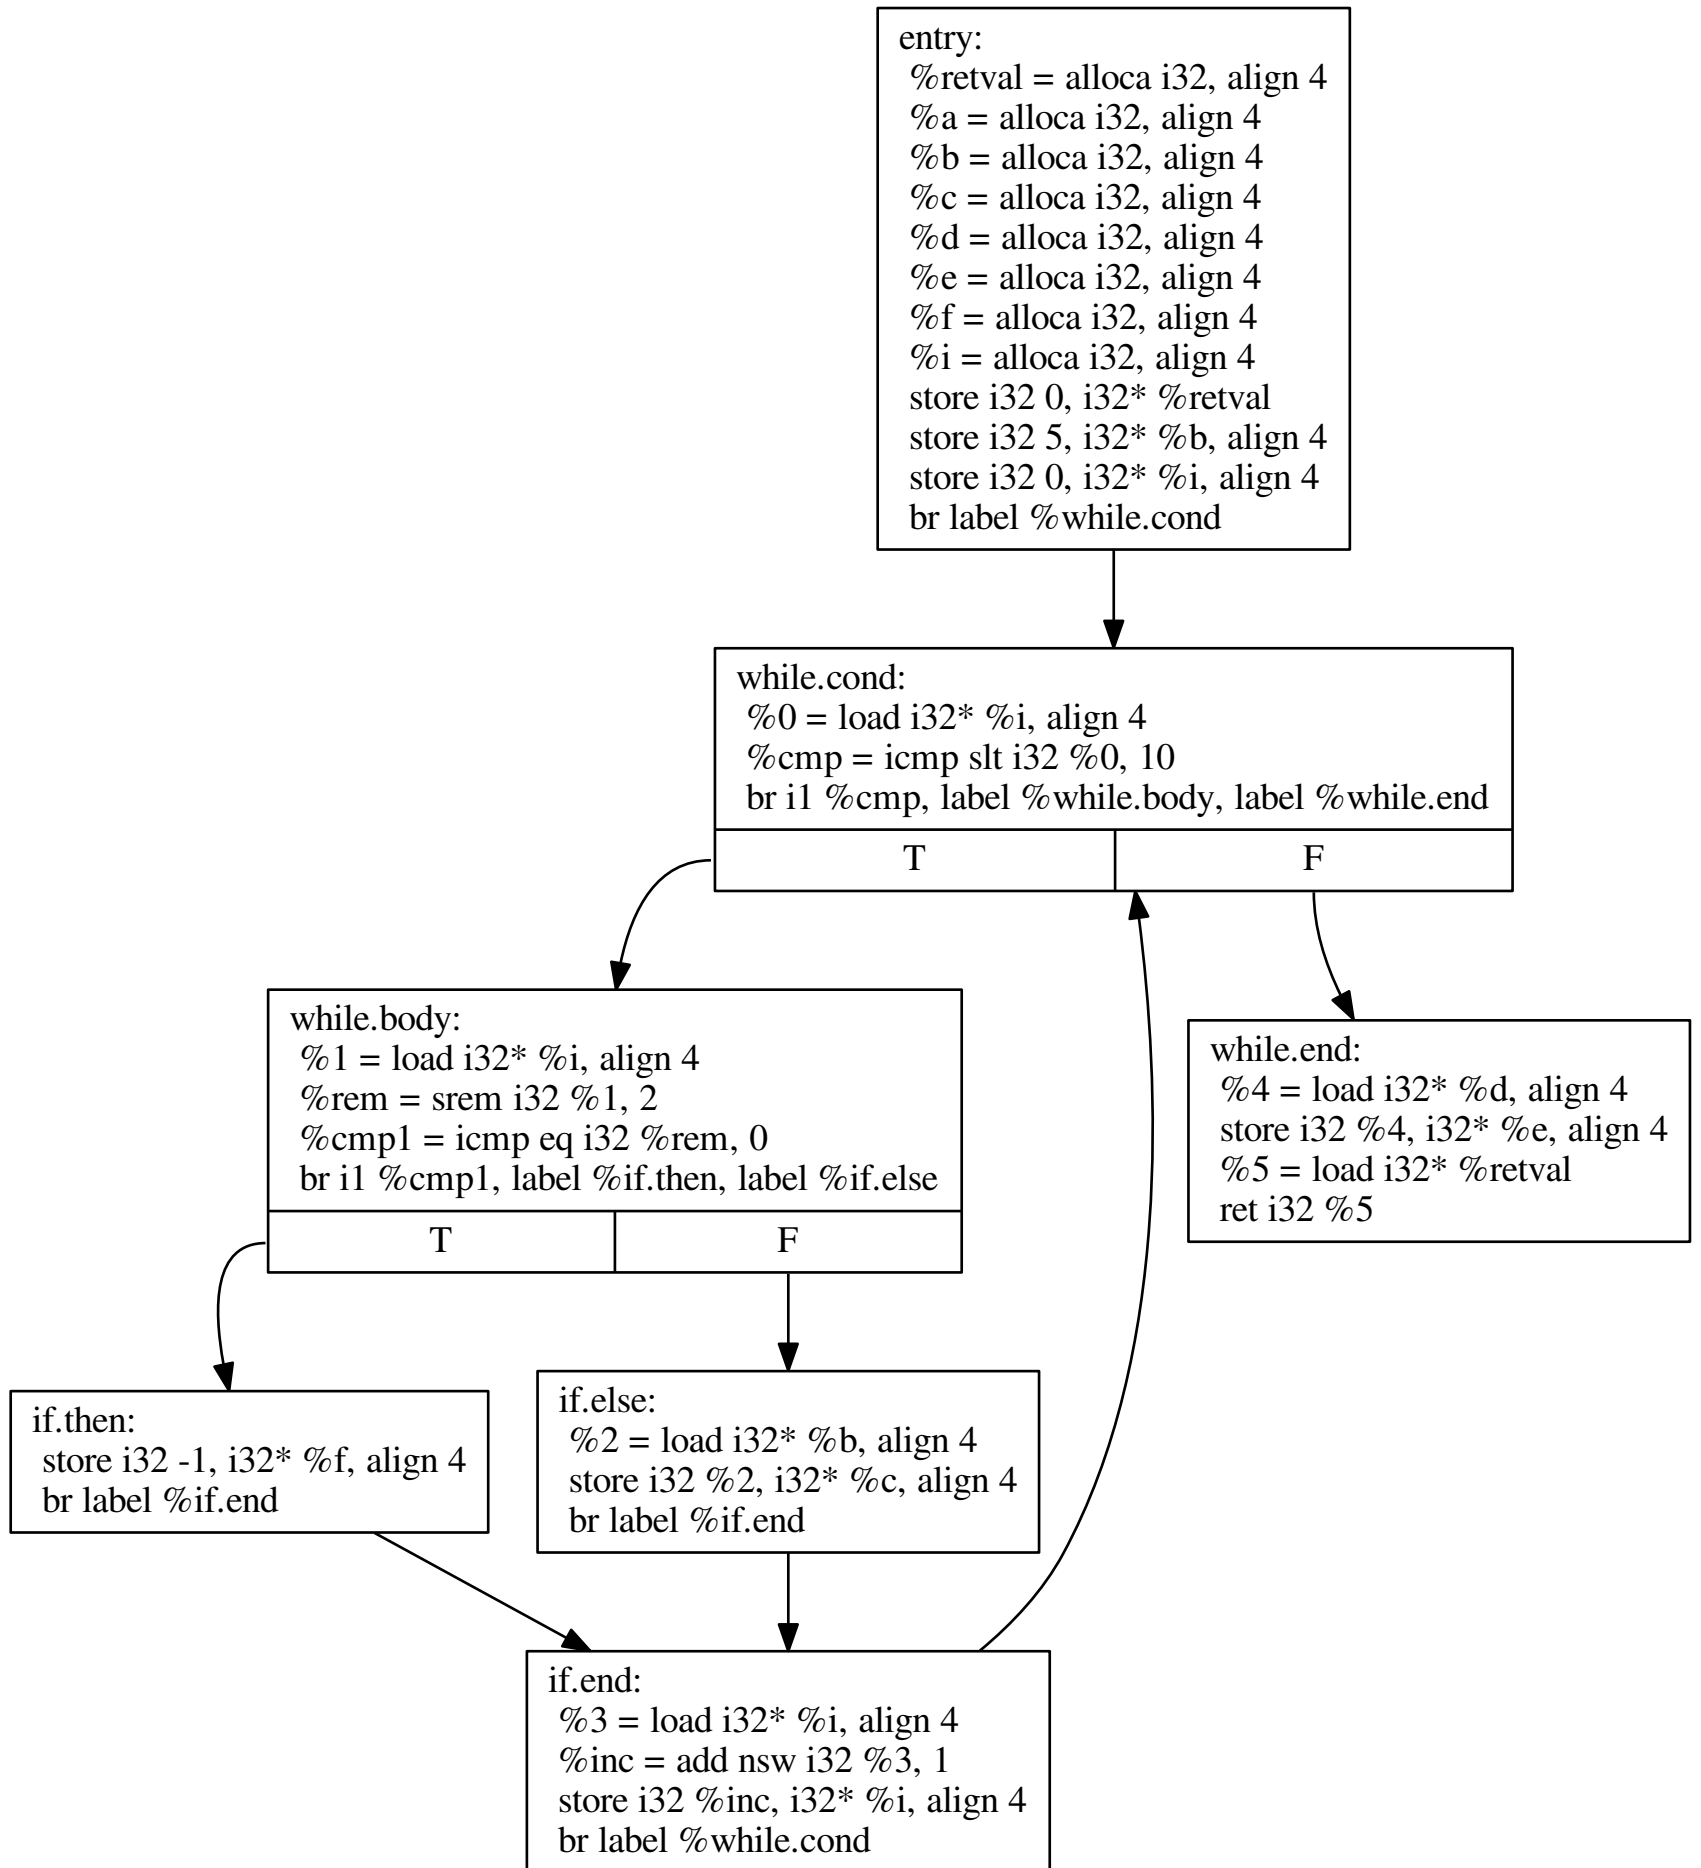 entry:
%retval = alloca i32, align 4
%a = alloca i32, align 4
%b = alloca i32, align 4
%c = alloca i32, align 4
%d = alloca i32, align 4
%e = alloca i32, align 4
%f = alloca i32, align 4
%i = alloca i32, align 4
store i32 0, i32* %retval
store i32 5, i32* %b, align 4
store i32 0, i32* %i, align 4
br label %while.cond
while.cond:
%0 = load i32* %i, align 4
%cmp = icmp slt i32 %0, 10
br i1 %cmp, label %while.body, label %while.end
T
F
while.body:
%1 = load i32* %i, align 4
%rem = srem i32 %1, 2
%cmp1 = icmp eq i32 %rem, 0
br i1 %cmp1, label %if.then, label %if.else
T
F
while.end:
%4 = load i32* %d, align 4
store i32 %4, i32* %e, align 4
%5 = load i32* %retval
ret i32 %5
if.then:
store i32 -1, i32* %f, align 4
br label %if.end
if.else:
%2 = load i32* %b, align 4
store i32 %2, i32* %c, align 4
br label %if.end
if.end:
%3 = load i32* %i, align 4
%inc = add nsw i32 %3, 1
store i32 %inc, i32* %i, align 4
br label %while.cond